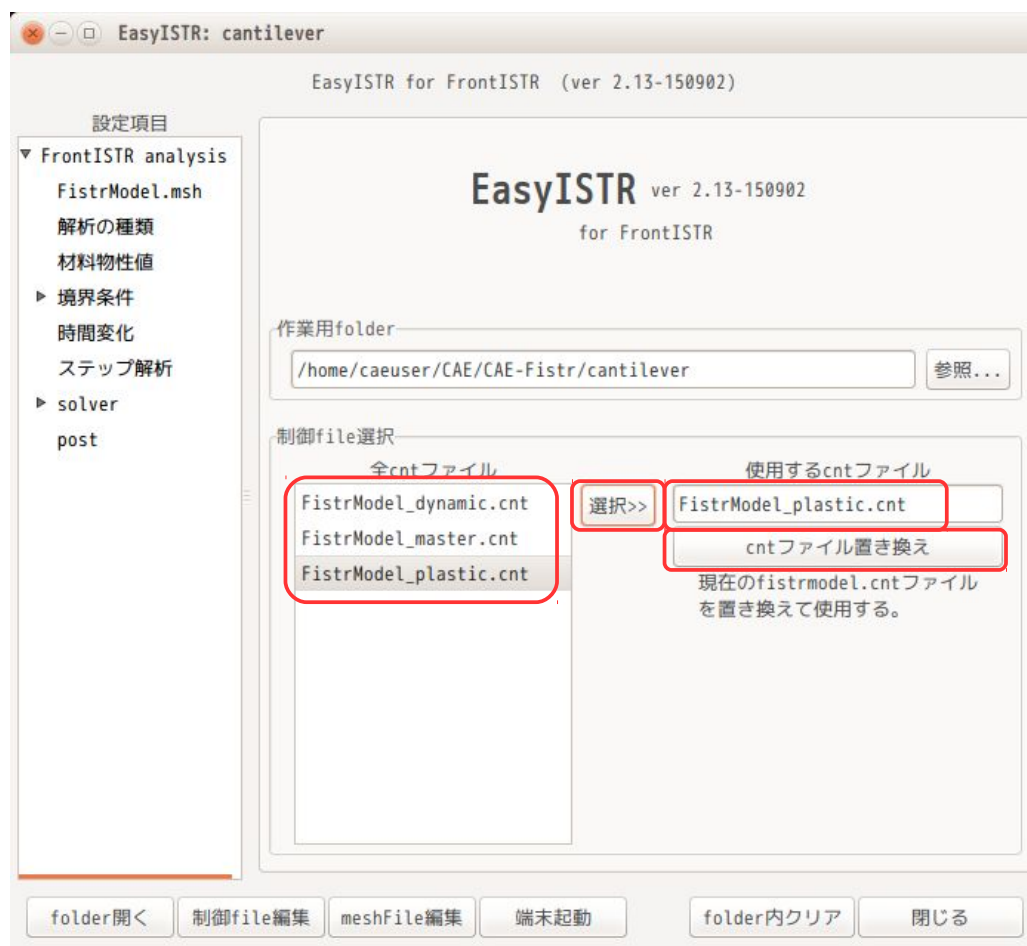 EasyISTR: cantilever
EasyISTR for FrontISTR (ver 2.13-150902)
設定項目
FrontISTR analysis
FistrModel.msh
解析の種類
材料物性値
境界条件
時間変化
ステップ解析
solver
post
EasyISTR ver 2.13-150902
for FrontISTR
作業用folder
/home/caeuser/CAE/CAE-Fistr/cantilever
参照...
制御file選択
全cntファイル
FistrModel_dynamic.cnt
FistrModel_master.cnt
FistrModel_plastic.cnt
選択>>
使用するcntファイル
FistrModel_plastic.cnt
cntファイル置き換え
現在のfistrmodel.cntファイル
を置き換えて使用する。
folder開く
制御file編集
meshFile編集
端末起動
folder内クリア
閉じる